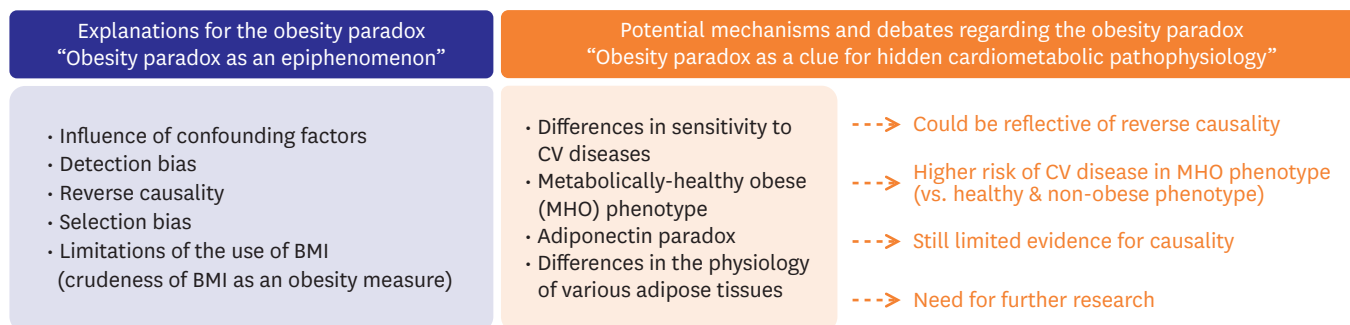 Explanations for the obesity paradox
“Obesity paradox as an epiphenomenon”
Potential mechanisms and debates regarding the obesity paradox
“Obesity paradox as a clue for hidden cardiometabolic pathophysiology”
· Influence of confounding factors
· Detection bias
· Reverse causality
· Selection bias
· Limitations of the use of BMI
(crudeness of BMI as an obesity measure)
· Differences in sensitivity to
CV diseases
· Metabolically-healthy obese
(MHO) phenotype
· Adiponectin paradox
· Differences in the physiology
of various adipose tissues
Could be reflective of reverse causality
Higher risk of CV disease in MHO phenotype
(vs. healthy & non-obese phenotype)
Still limited evidence for causality
Need for further research